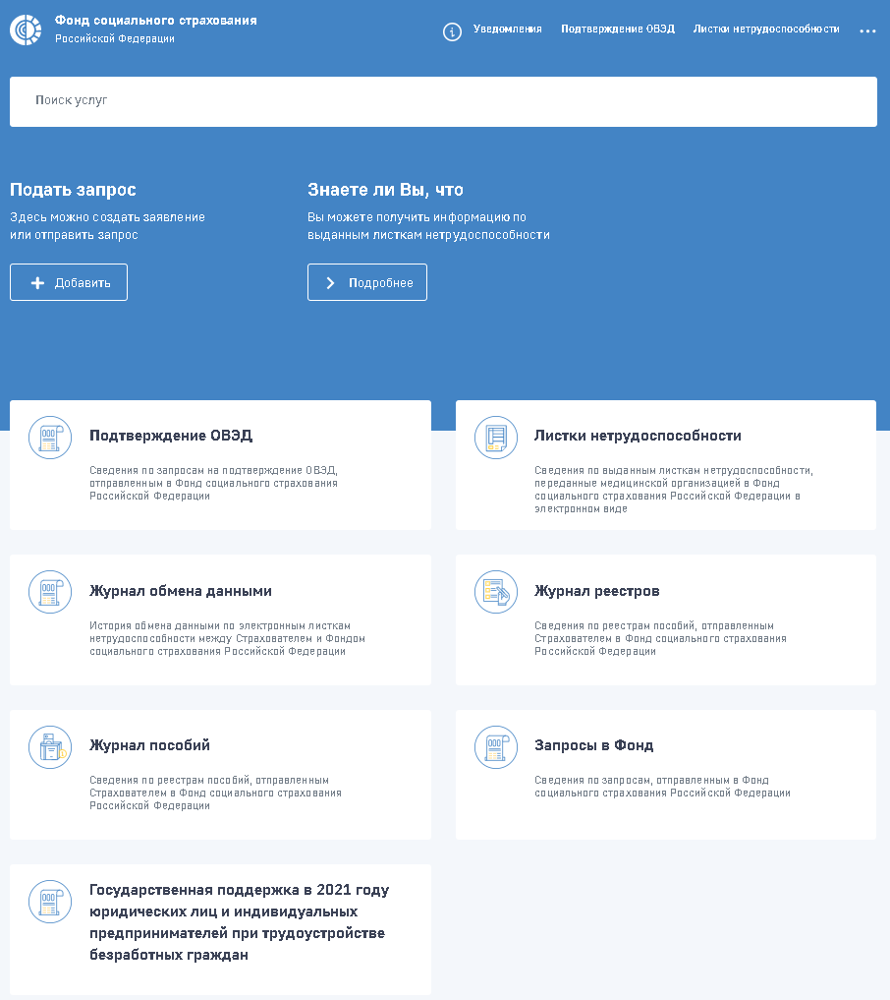 Фонд социального страхования
Российской Федерации
Уведомления
Подтверждение ОВЭД
Листки нетрудоспособности
Поиск услуг
Подать запрос
Здесь можно создать заявление
или отправить запрос
Добавить
Знаете ли Вы, что
Вы можете получить информацию по
выданным листкам нетрудоспособности
Подробнее
Подтверждение ОВЭД
Сведения по запросам на подтверждение ОВЭД,
отправленным в Фонд социального страхования
Российской Федерации
Листки нетрудоспособности
Сведения по выданным листкам нетрудоспособности,
переданные медицинской организацией в Фонд
социального страхования Российской Федерации в
электронном виде
Журнал обмена данными
История обмена данными по электронным листкам
нетрудоспособности между Страхователем и Фондом
социального страхования Российской Федерации
Журнал реестров
Сведения по реестрам пособий, отправленным
Страхователем в Фонд социального страхования
Российской Федерации
Журнал пособий
Сведения по реестрам пособий, отправленным
Страхователем в Фонд социального страхования
Российской Федерации
Запросы в Фонд
Сведения по запросам, отправленным в Фонд
социального страхования Российской Федерации
Государственная поддержка в 2021 году
юридических лиц и индивидуальных
предпринимателей при трудоустройстве
безработных граждан